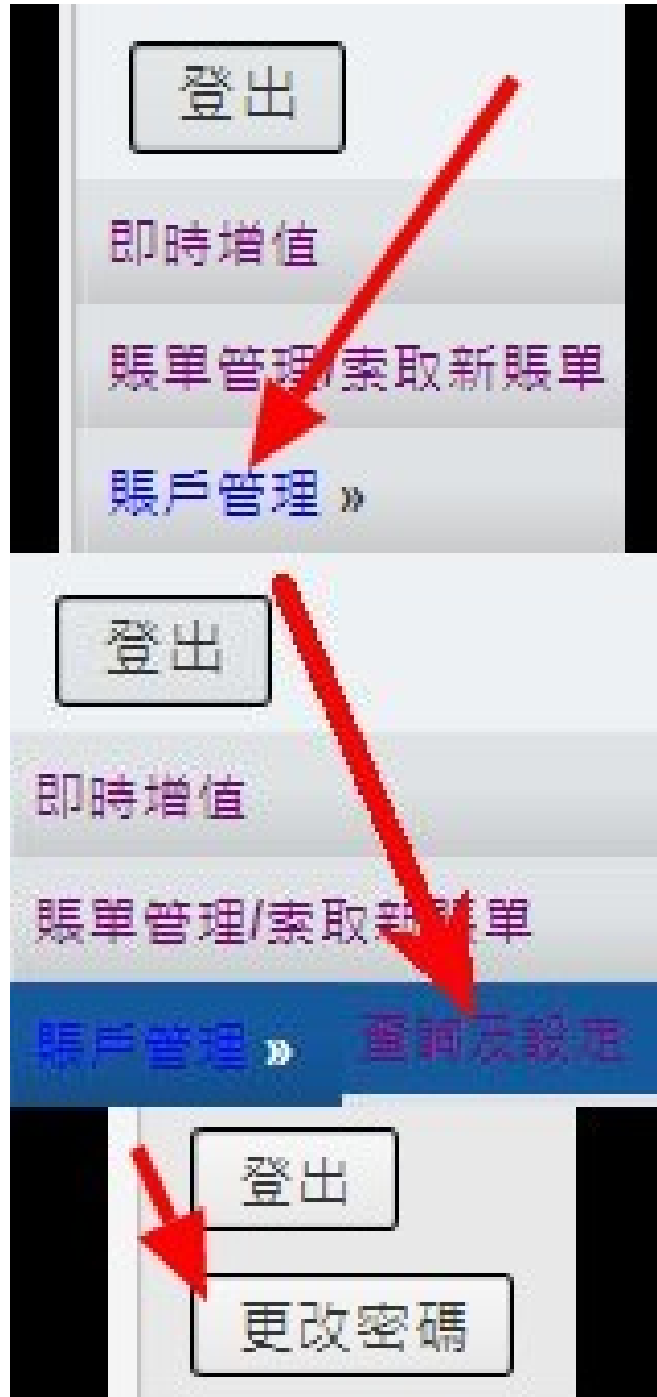 登出
即時增值
賬單管理/索取新賬單
賬戶管理 »
登出
即時增值
賬單管理/索取新賬單
賬戶管理 » 查詢及設定
登出
更改密碼